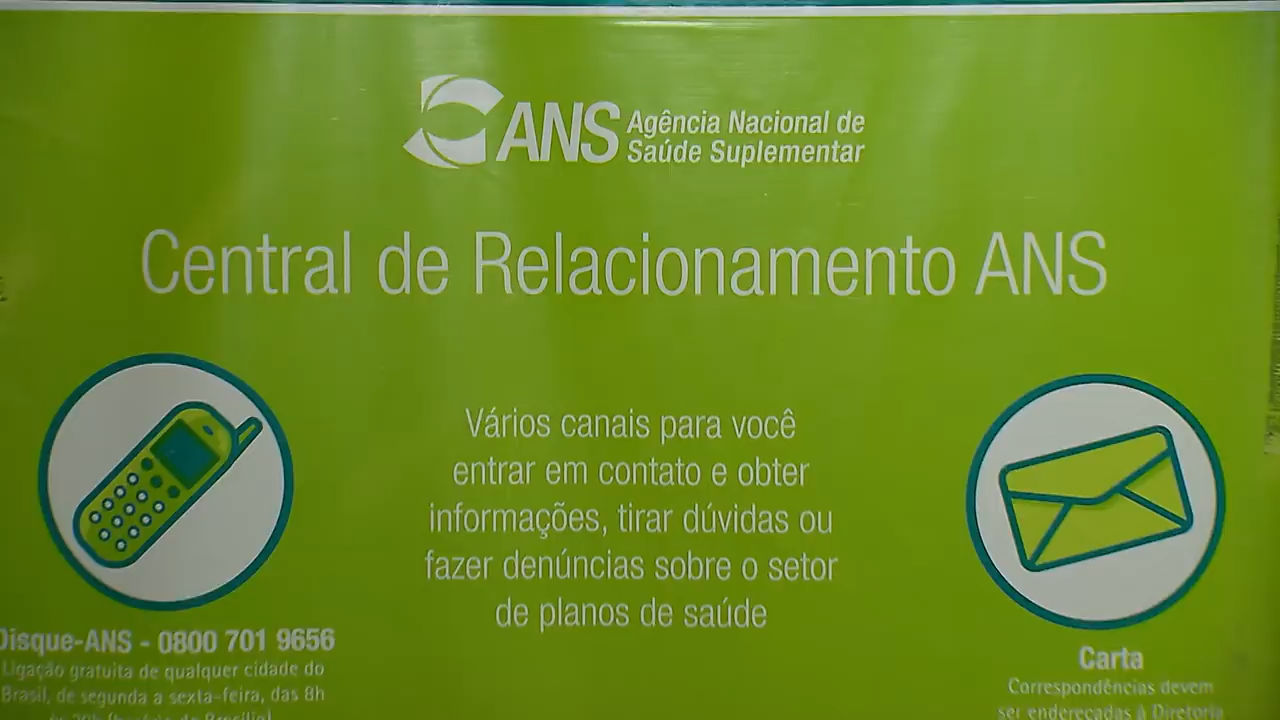 ANS Agência Nacional de
Saúde Suplementar
Central de Relacionamento ANS
Vários canais para você
entrar em contato e obter
informações, tirar dúvidas ou
fazer denúncias sobre o setor
de planos de saúde
Disque-ANS - 0800 701 9656
Ligação gratuita de qualquer cidade do
Brasil, de segunda a sexta-feira, das 8h
Carta
Correspondências devem
ser endereçadas à Diretoria